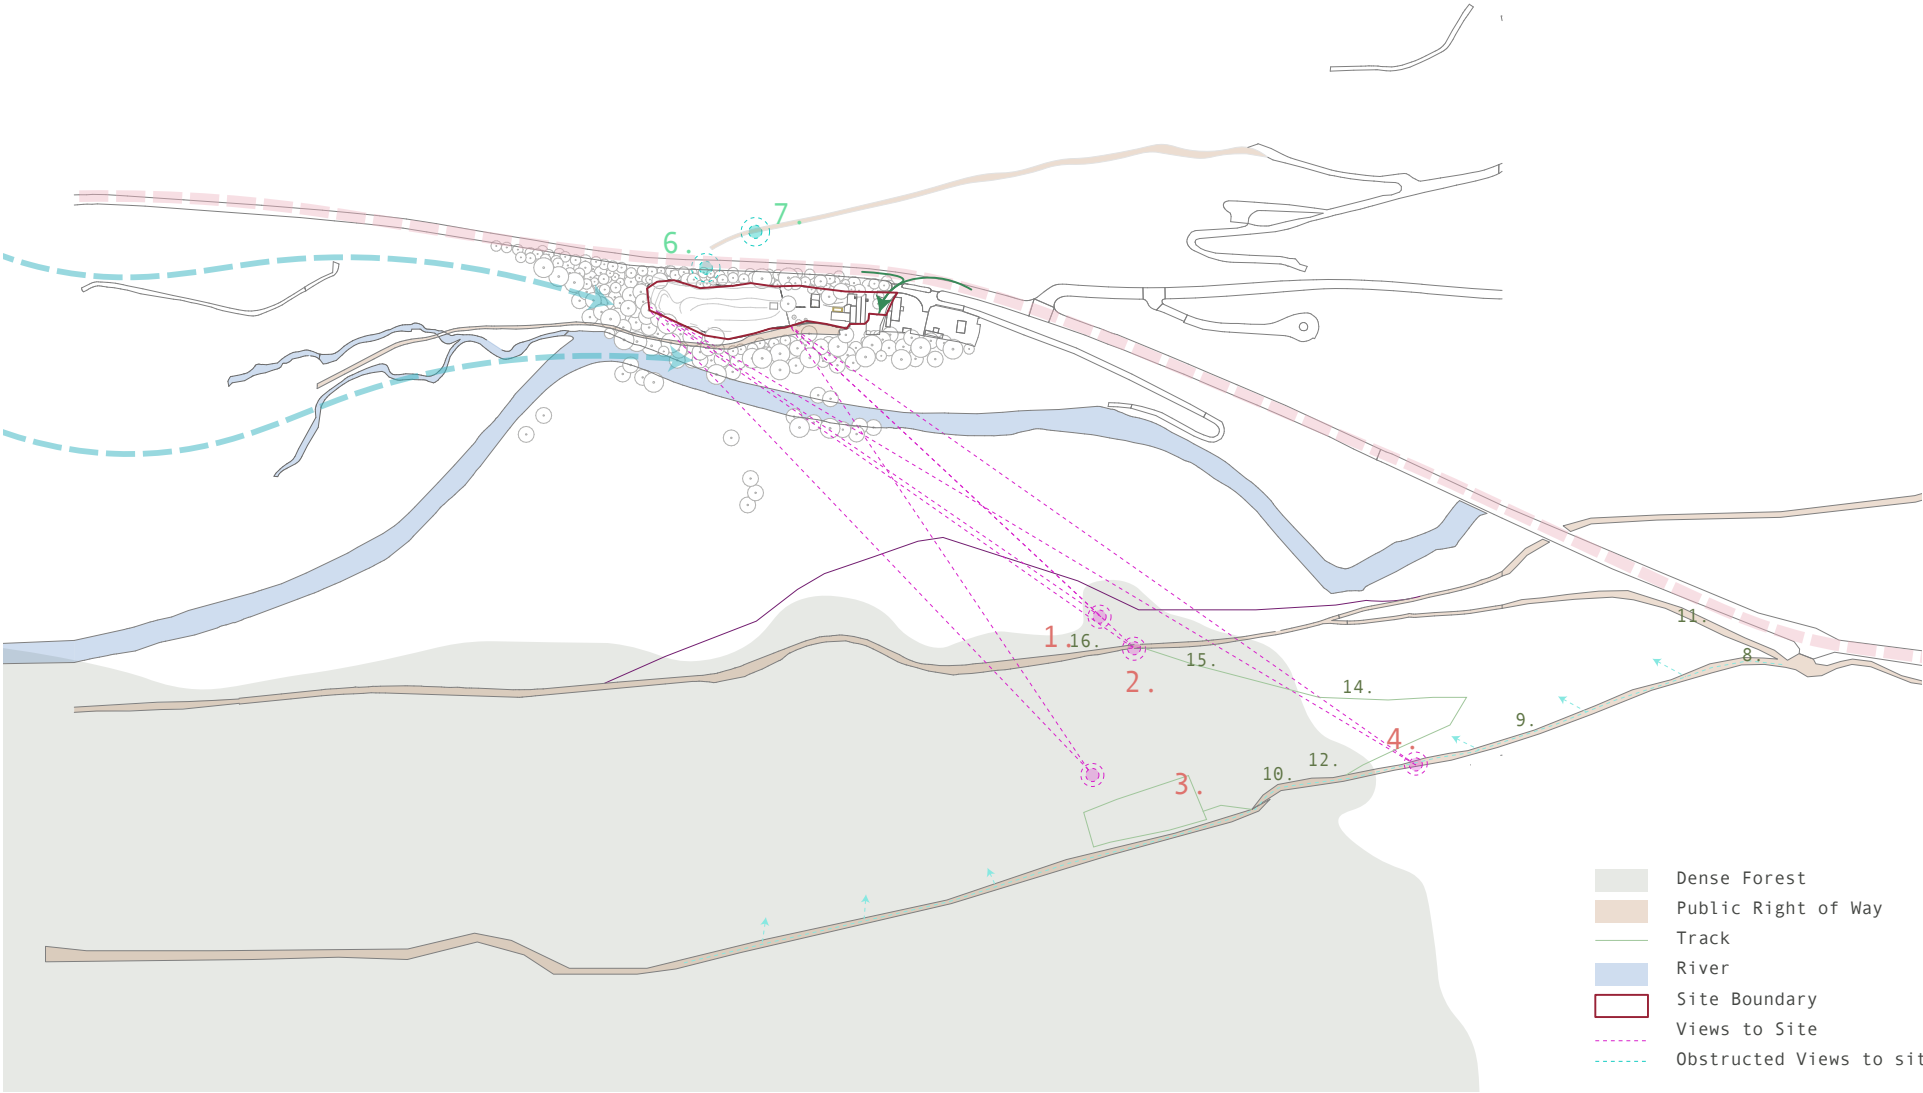 7.
6.
11.
1.
16.
15.
8.
2.
14.
9.
4.
12.
10.
3.
Dense Forest
Public Right of Way
Track
River
Site Boundary
Views to Site
Obstructed Views to sit